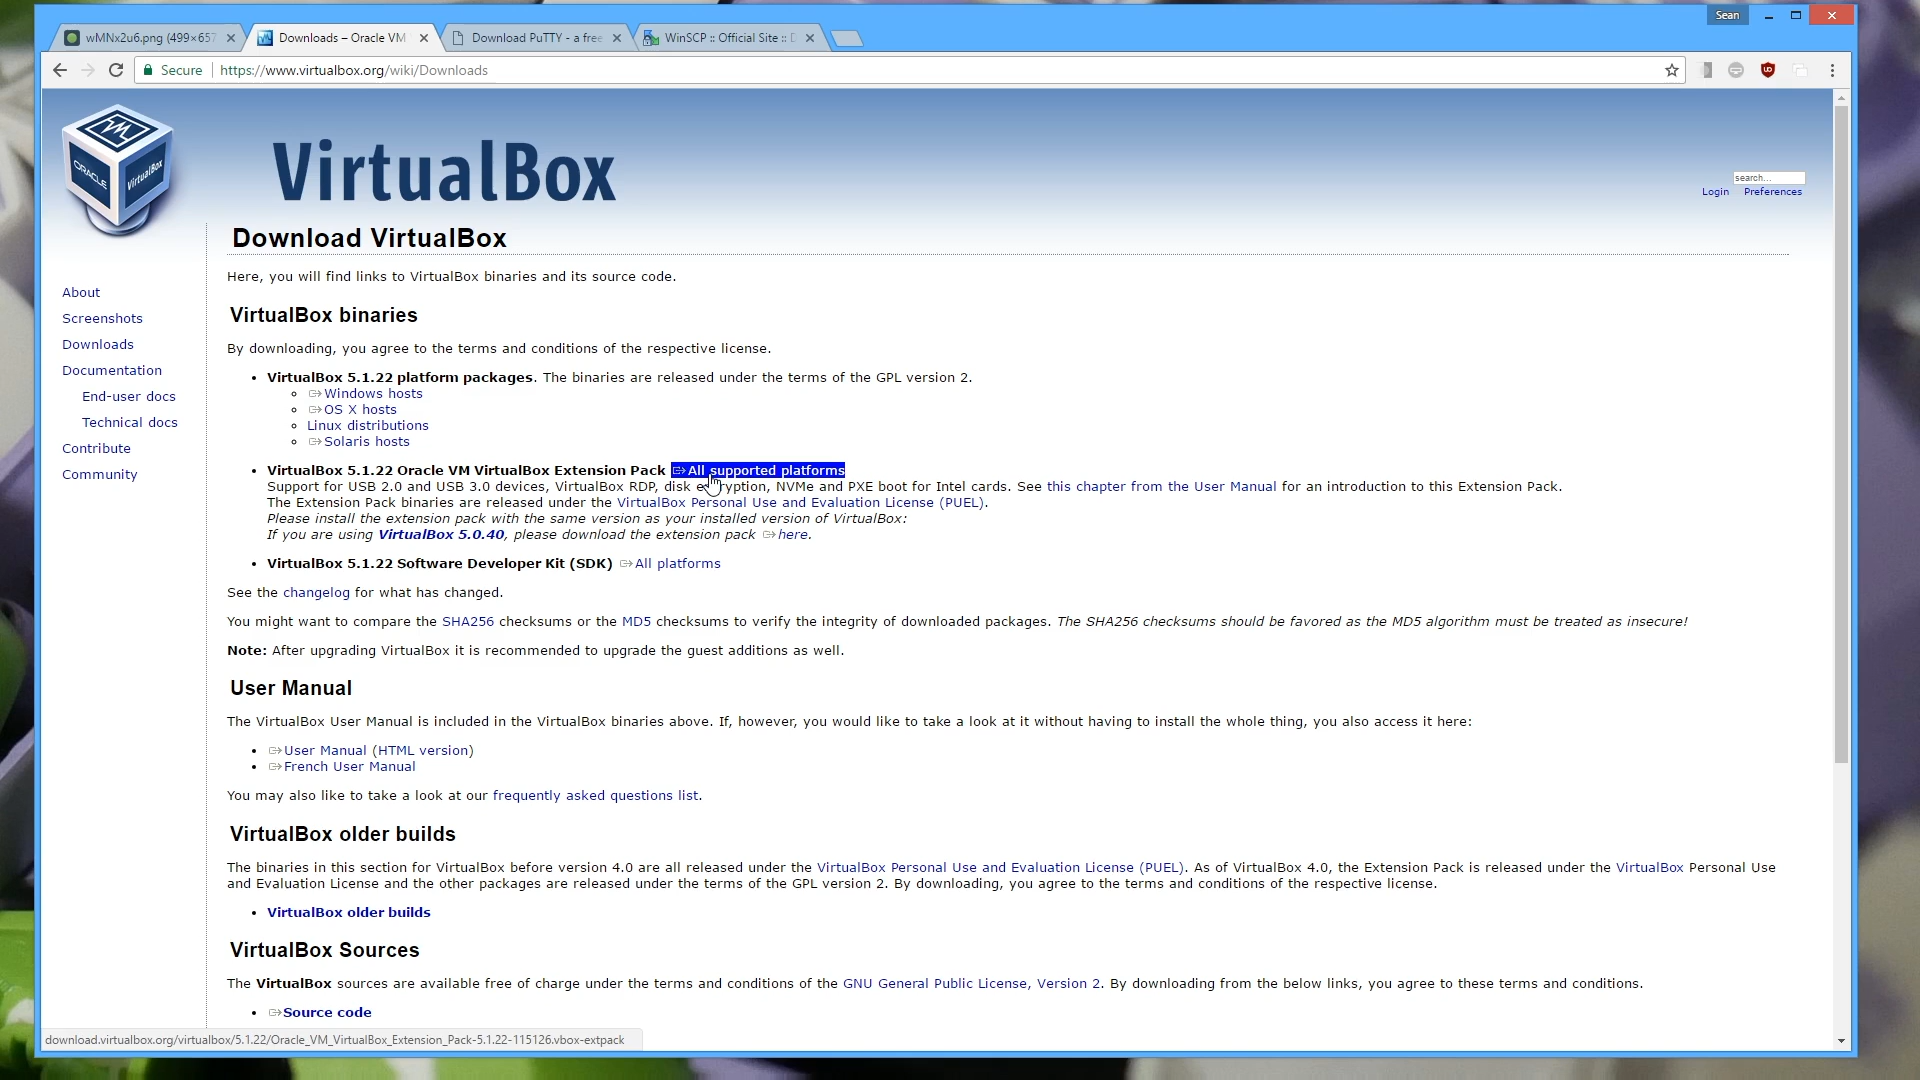 Sean
wMNx2u6.png (499×657
Downloads – Oracle VM
Download PuTTY - a free
WinSCP :: Official Site ::
Secure
https://www.virtualbox.org/wiki/Downloads
ORACLE
VirtualBox
VirtualBox
search...
Login Preferences
Download VirtualBox
Here, you will find links to VirtualBox binaries and its source code.
About
Screenshots
Downloads
Documentation
End-user docs
Technical docs
Contribute
Community
VirtualBox binaries
By downloading, you agree to the terms and conditions of the respective license.
VirtualBox 5.1.22 platform packages. The binaries are released under the terms of the GPL version 2.
Windows hosts
OS X hosts
Linux distributions
Solaris hosts
VirtualBox 5.1.22 Oracle VM VirtualBox Extension Pack All supported platforms
Support for USB 2.0 and USB 3.0 devices, VirtualBox RDP, disk encryption, NVMe and PXE boot for Intel cards. See this chapter from the User Manual for an introduction to this Extension Pack.
The Extension Pack binaries are released under the VirtualBox Personal Use and Evaluation License (PUEL).
Please install the extension pack with the same version as your installed version of VirtualBox:
If you are using VirtualBox 5.0.40, please download the extension pack here.
VirtualBox 5.1.22 Software Developer Kit (SDK) All platforms
See the changelog for what has changed.
You might want to compare the SHA256 checksums or the MD5 checksums to verify the integrity of downloaded packages. The SHA256 checksums should be favored as the MD5 algorithm must be treated as insecure!
Note: After upgrading VirtualBox it is recommended to upgrade the guest additions as well.
User Manual
The VirtualBox User Manual is included in the VirtualBox binaries above. If, however, you would like to take a look at it without having to install the whole thing, you also access it here:
User Manual (HTML version)
French User Manual
You may also like to take a look at our frequently asked questions list.
VirtualBox older builds
The binaries in this section for VirtualBox before version 4.0 are all released under the VirtualBox Personal Use and Evaluation License (PUEL). As of VirtualBox 4.0, the Extension Pack is released under the VirtualBox Personal Use
and Evaluation License and the other packages are released under the terms of the GPL version 2. By downloading, you agree to the terms and conditions of the respective license.
VirtualBox older builds
VirtualBox Sources
The VirtualBox sources are available free of charge under the terms and conditions of the GNU General Public License, Version 2. By downloading from the below links, you agree to these terms and conditions.
Source code
download.virtualbox.org/virtualbox/5.1.22/Oracle_VM_VirtualBox_Extension_Pack-5.1.22-115126.vbox-extpack